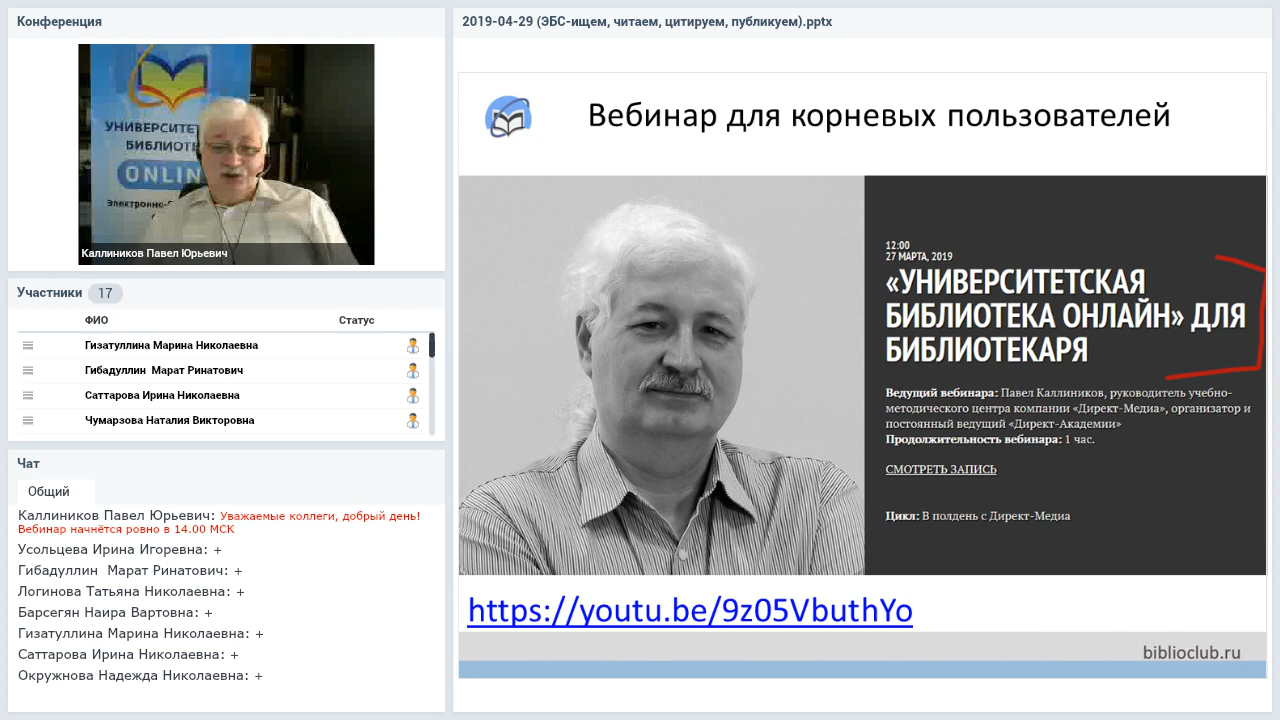 Конференция
УНИВЕРСИТЕ
БИБЛИОТЕ
ONLIN
Каллиников Павел Юрьевич
Участники 17
ФИО Статус
Гизатуллина Марина Николаевна
Гибадуллин Марат Ринатович
Саттарова Ирина Николаевна
Чумарзова Наталия Викторовна
Чат
Общий
Каллиников Павел Юрьевич: Уважаемые коллеги, добрый день!
Вебинар начнётся ровно в 14.00 МСК
Усольцева Ирина Игоревна: +
Гибадуллин Марат Ринатович: +
Логинова Татьяна Николаевна: +
Барсегян Наира Вартовна: +
Гизатуллина Марина Николаевна: +
Саттарова Ирина Николаевна: +
Окружнова Надежда Николаевна: +
2019-04-29 (ЭБС-ищем, читаем, цитируем, публикуем).pptx
Вебинар для корневых пользователей
12:00
27 МАРТА, 2019
«УНИВЕРСИТЕТСКАЯ
БИБЛИОТЕКА ОНЛАЙН» ДЛЯ
БИБЛИОТЕКАРЯ
Ведущий вебинара: Павел Каллиников, руководитель учебно-
методического центра компании «Директ-Медиа», организатор и
постоянный ведущий «Директ-Академии»
Продолжительность вебинара: 1 час.
СМОТРЕТЬ ЗАПИСЬ
Цикл: В полдень с Директ-Медиа
https://youtu.be/9z05VbuthYo
biblioclub.ru